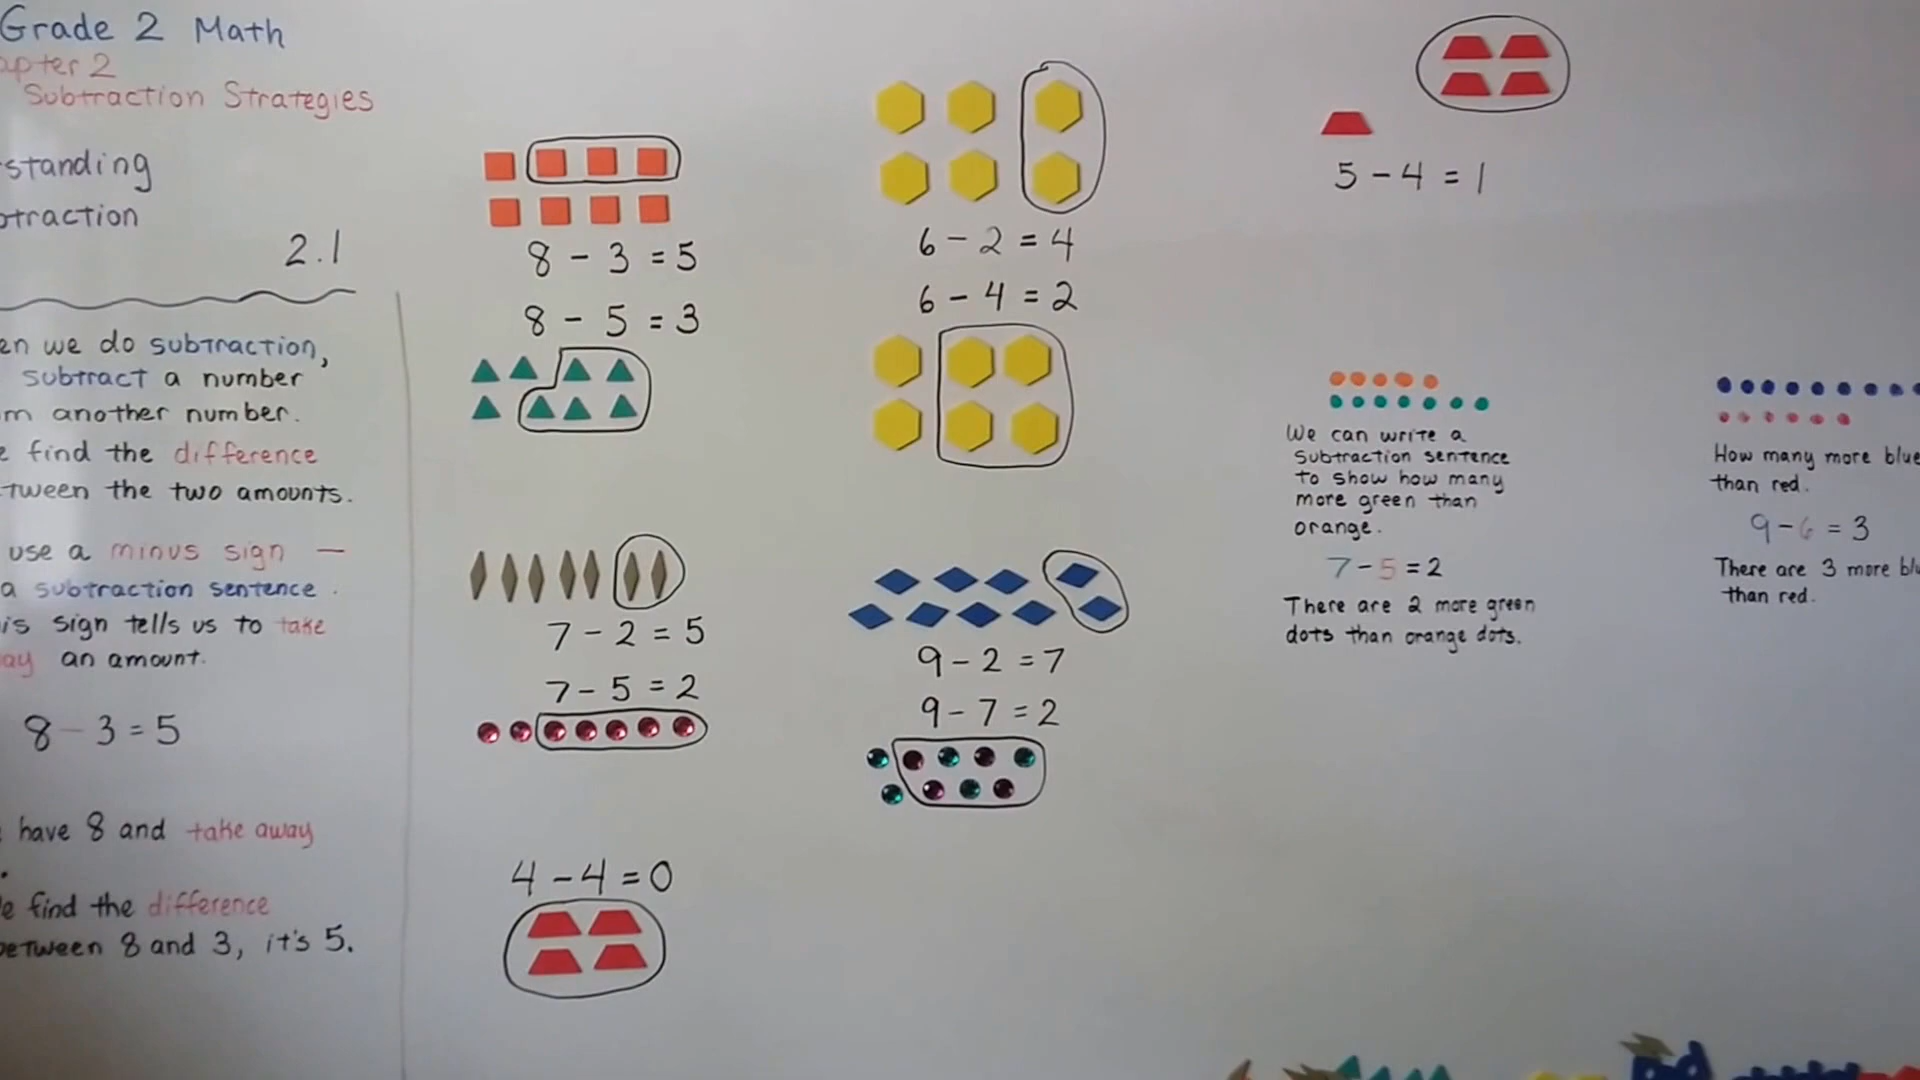 Grade 2 Math
apter 2
Subtraction Strategies
standing
traction
2.1
en we do subtraction,
subtract a number
m another number.
e find the difference
tween the two amounts.
use a minus sign —
a subtraction sentence.
is sign tells us to take
ay an amount.
8 - 3 = 5
have 8 and take away
.
e find the difference
between 8 and 3, it's 5.
8 - 3 = 5
8 - 5 = 3
7 - 2 = 5
7 - 5 = 2
4 - 4 = 0
6 - 2 = 4
6 - 4 = 2
9 - 2 = 7
9 - 7 = 2
5 - 4 = 1
We can write a
subtraction sentence
to show how many
more green than
orange.
7 - 5 = 2
There are 2 more green
dots than orange dots.
How many more blue
than red.
9 - 6 = 3
There are 3 more bl
than red.